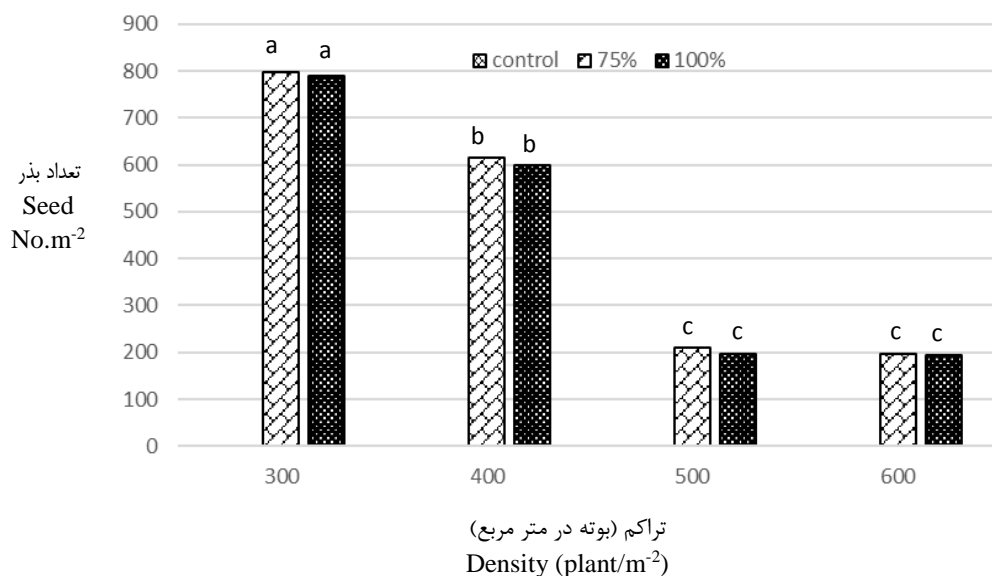 900
800
700
600
500
400
300
200
100
0
a a
b b
c c
c c
control 75% 100%
تعداد بذر
Seed
No.m-2
300 400 500 600
تراکم (بوته در متر مربع)
Density (plant/m-2)